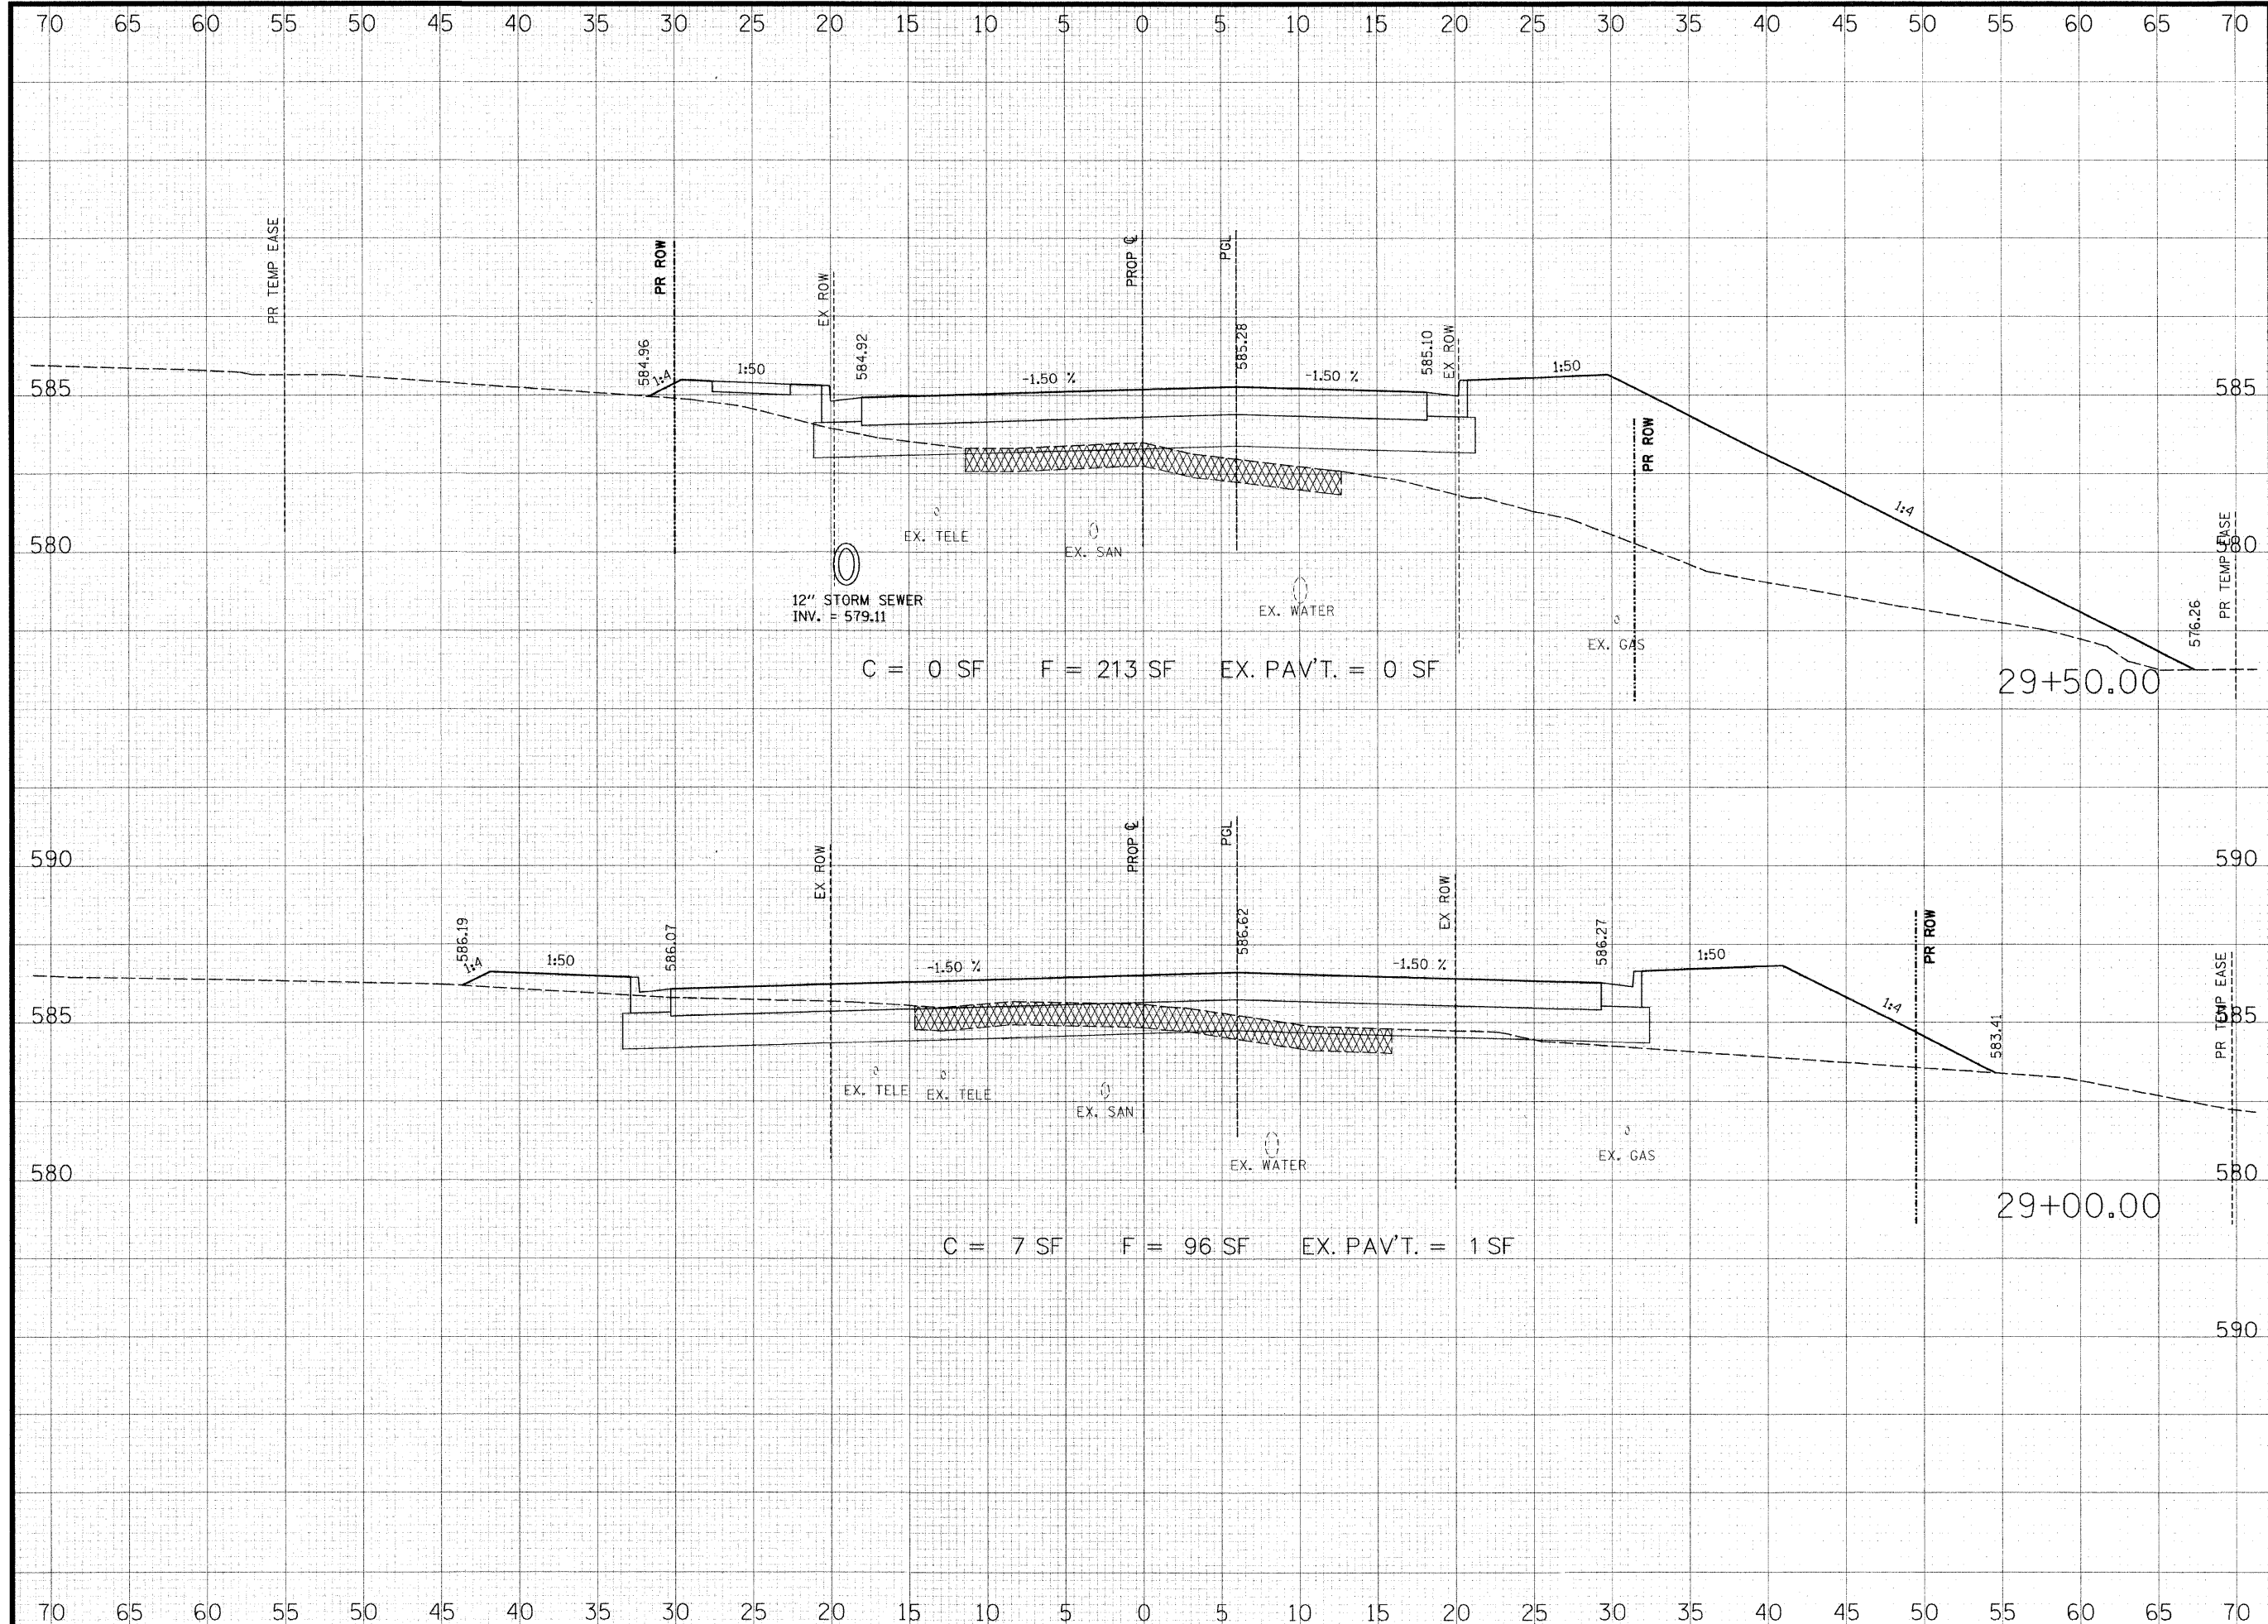 70 65 60 55 50 45 40 35 30 25 20 15 10 5 0 5 10 15 20 25 30 35 40 45 50 55 60 65 70
PR TEMP EASE
PR ROW
EX ROW
PROP ℄
PGL
584.96
1:4
1:50
584.92
-1.50 %
585.28
-1.50 %
585.10
EX ROW
1:50
585
585
PR ROW
1:4
EX. TELE
EX. SAN
580
580
PR TEMP EASE
12" STORM SEWER
INV. = 579.11
EX. WATER
EX. GAS
576.26
C = 0 SF F = 213 SF EX. PAV'T. = 0 SF
29+50.00
590
590
EX ROW
PROP ℄
PGL
EX ROW
PR ROW
586.19
1:4
1:50
586.07
-1.50 %
586.62
-1.50 %
586.27
1:50
1:4
583.41
PR TEMP EASE
585
585
EX. TELE
EX. TELE
EX. SAN
EX. WATER
EX. GAS
580
580
29+00.00
C = 7 SF F = 96 SF EX. PAV'T. = 1 SF
590
70 65 60 55 50 45 40 35 30 25 20 15 10 5 0 5 10 15 20 25 30 35 40 45 50 55 60 65 70